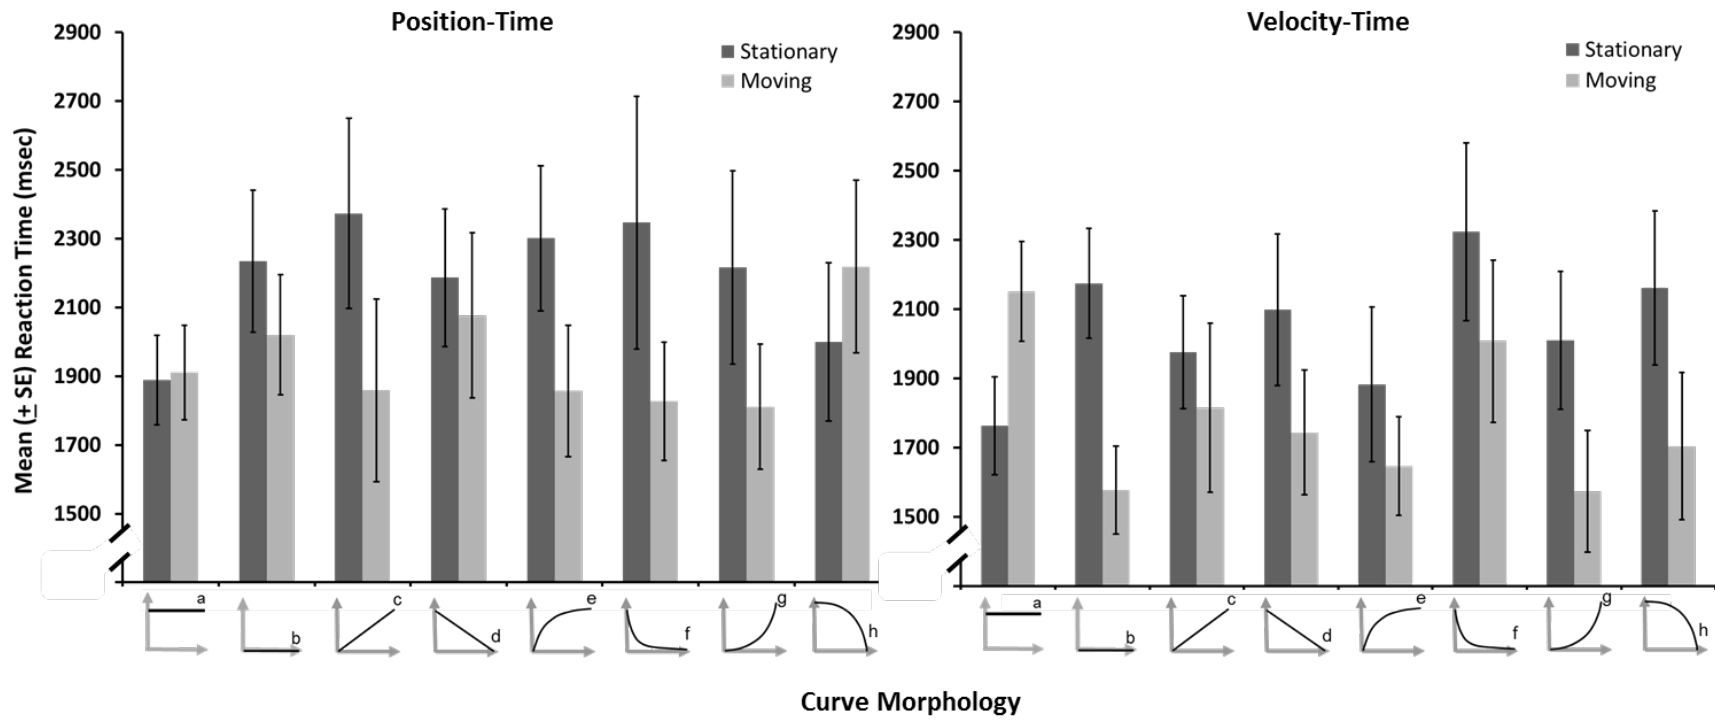 Position-Time
Velocity-Time
Mean (± SE) Reaction Time (msec)
2900
2700
2500
2300
2100
1900
1700
1500
Stationary
Moving
a
b
c
d
e
f
g
h
2900
2700
2500
2300
2100
1900
1700
1500
Stationary
Moving
a
b
c
d
e
f
g
h
Curve Morphology